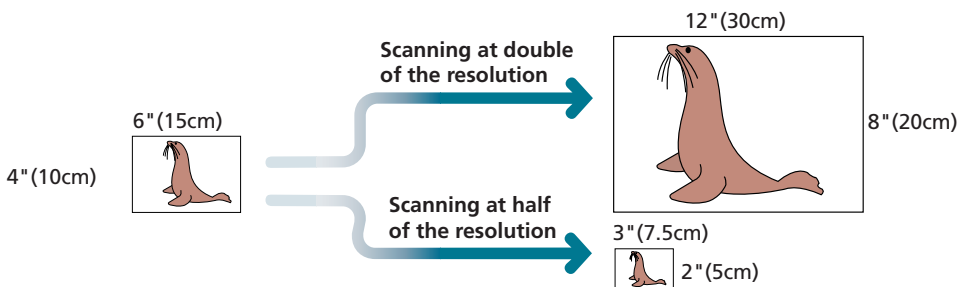 12"(30cm)
Scanning at double
of the resolution
6"(15cm)
8"(20cm)
4"(10cm)
Scanning at half
of the resolution
3"(7.5cm)
2"(5cm)